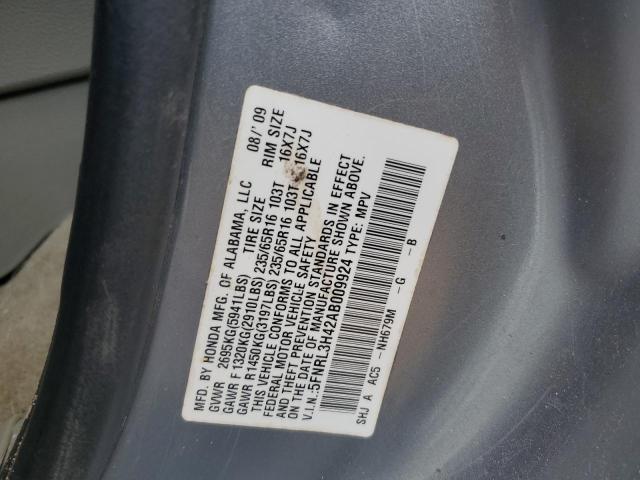 MFD. BY HONDA MFG. OF ALABAMA, LLC 08/'09
GVWR 2695KG(5941LBS) TIRE SIZE RIM SIZE
GAWR F 1320KG(2910LBS) 235/65R16 103T 16X7J
GAWR R1450KG(3197LBS) 235/65R16 103T 16X7J
THIS VEHICLE CONFORMS TO ALL APPLICABLE
FEDERAL MOTOR VEHICLE SAFETY
AND THEFT PREVENTION STANDARDS IN EFFECT
ON THE DATE OF MANUFACTURE SHOWN ABOVE.
V.I.N.:5FNRL3H42AB009924 TYPE: MPV
SHJ A AC5 -NH679M -G -B